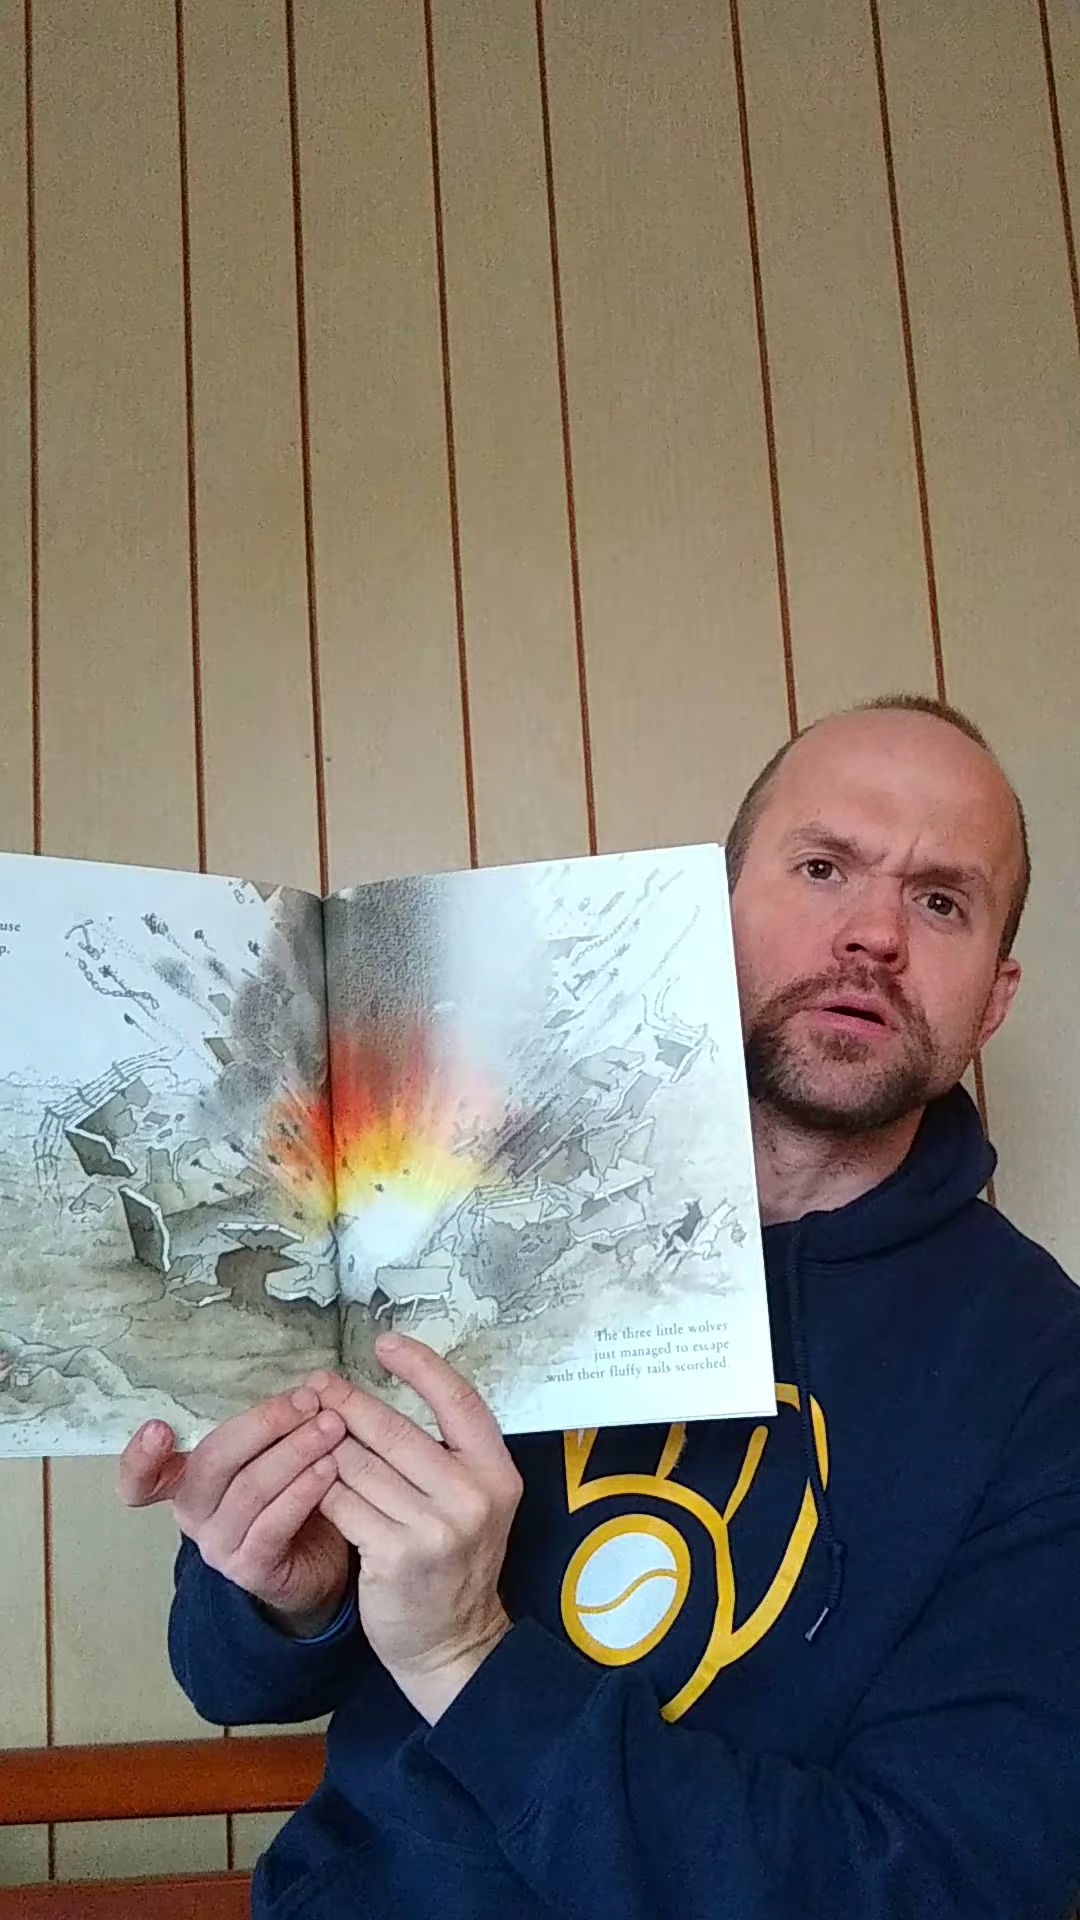 The three little wolves
just managed to escape
with their fluffy tails scorched.